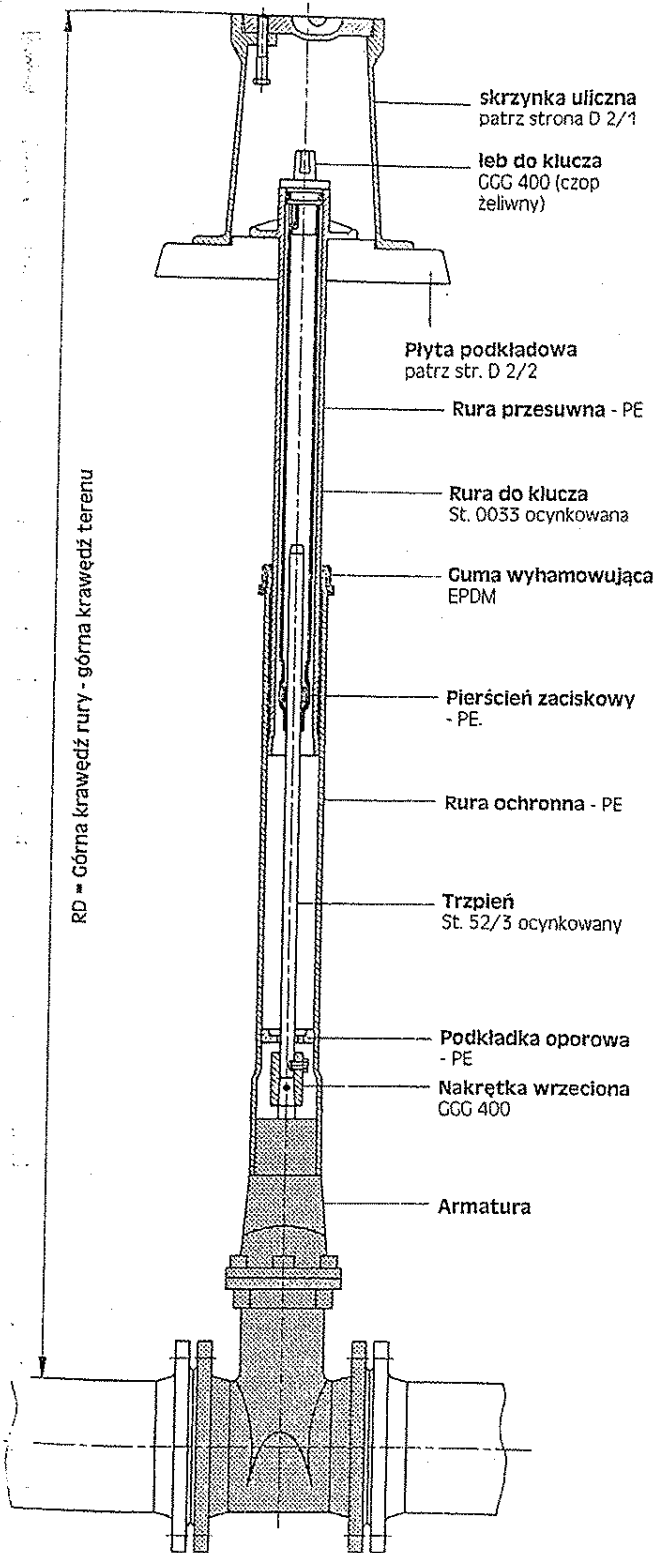 skrzynka uliczna
patrz strona D 2/1
łeb do klucza
GGG 400 (czop
żeliwny)
Płyta podkładowa
patrz str. D 2/2
Rura przesuwna - PE
Rura do klucza
St. 0033 ocynkowana
Guma wyhamowująca
EPDM
Pierścień zaciskowy
- PE.
Rura ochronna - PE
Trzpień
St. 52/3 ocynkowany
Podkładka oporowa
- PE
Nakrętka wrzeciona
GGG 400
Armatura
RD = Górna krawędź rury - górna krawędź terenu